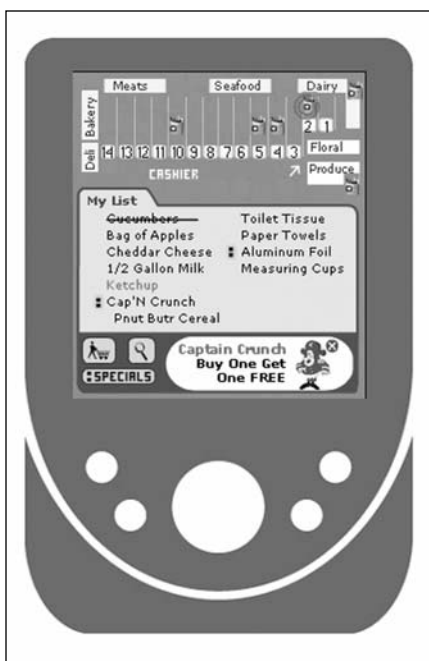 Meats Seafood Dairy
Bakery
2 1
Deli 14 13 12 11 10 9 8 7 6 5 4 3 Floral
CASHIER Produce
My List
Cucumbers Toilet Tissue
Bag of Apples Paper Towels
Cheddar Cheese Aluminum Foil
1/2 Gallon Milk Measuring Cups
Ketchup
Cap'N Crunch
Pnut Butr Cereal
Captain Crunch
Buy One Get
One FREE
SPECIALS